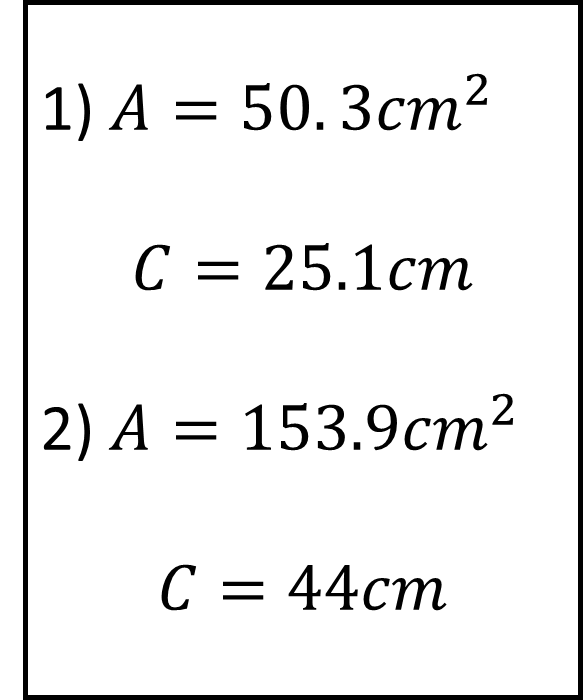 1) A = 50.3cm²
C = 25.1cm
2) A = 153.9cm²
C = 44cm